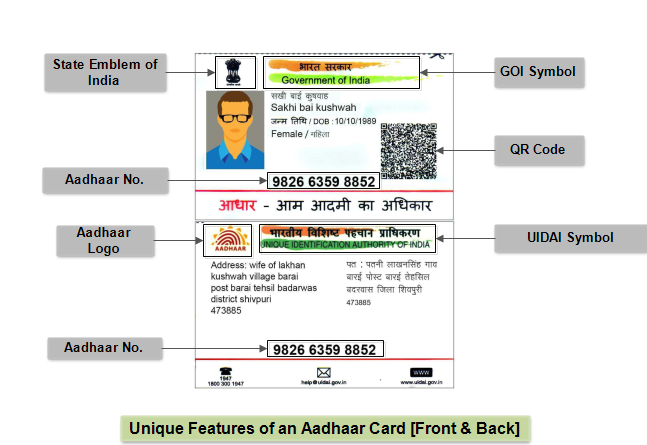 State Emblem of
India
भारत सरकार
Government of India
GOI Symbol
सखी बाई कुषवाह
Sakhi bai kushwah
जन्म तिथि / DOB : 10/10/1989
Female / महिला
QR Code
Aadhaar No.
9826 6359 8852
आधार - आम आदमी का अधिकार
Aadhaar
Logo
AADHAAR
भारतीय विशिष्ट पहचान प्राधिकरण
UNIQUE IDENTIFICATION AUTHORITY OF INDIA
UIDAI Symbol
Address: wife of lakhan
kushwah village barai
post barai tehsil badarwas
district shivpuri
473885
पत : पतनी लाखनसिंह गाव
बारई पोस्ट बारई तेहसिल
बदरवास जिला शिवपुरी
473885
Aadhaar No.
9826 6359 8852
1947
1800 300 1947
help@uidai.gov.in
WWW
www.uidai.gov.in
Unique Features of an Aadhaar Card [Front & Back]